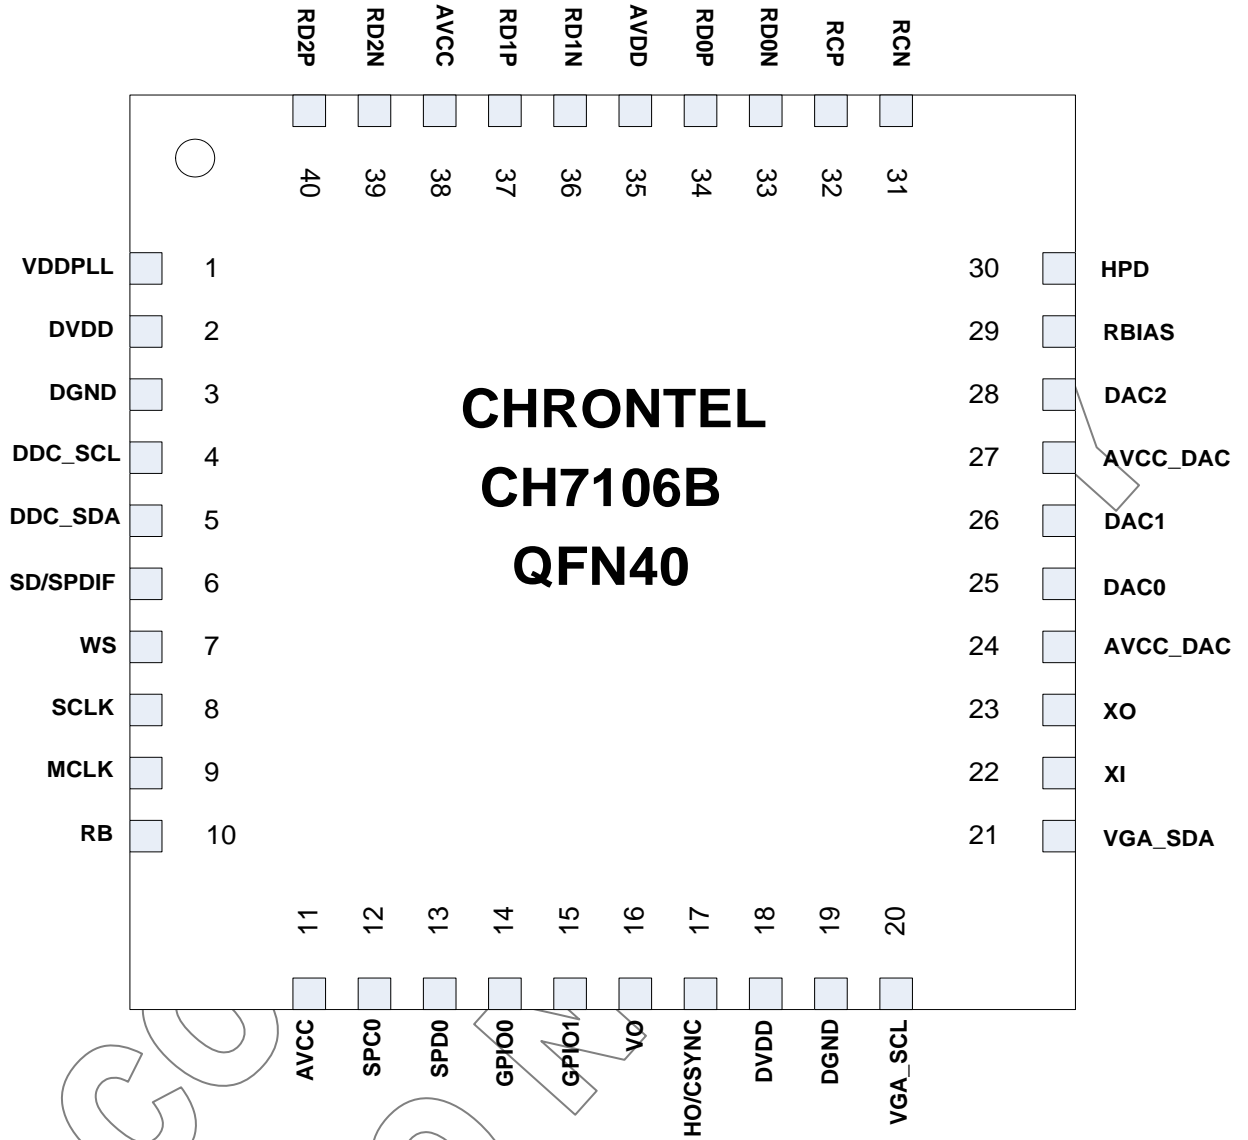 RD2P
RD2N
AVCC
RD1P
RD1N
AVDD
RD0P
RD0N
RCP
RCN
40
39
38
37
36
35
34
33
32
31
VDDPLL 1
DVDD 2
DGND 3
DDC_SCL 4
DDC_SDA 5
SD/SPDIF 6
WS 7
SCLK 8
MCLK 9
RB 10
CHRONTEL
CH7106B
QFN40
30 HPD
29 RBIAS
28 DAC2
27 AVCC_DAC
26 DAC1
25 DAC0
24 AVCC_DAC
23 XO
22 XI
21 VGA_SDA
11
12
13
14
15
16
17
18
19
20
AVCC
SPC0
SPD0
GPIO0
GPIO1
VO
HO/CSYNC
DVDD
DGND
VGA_SCL